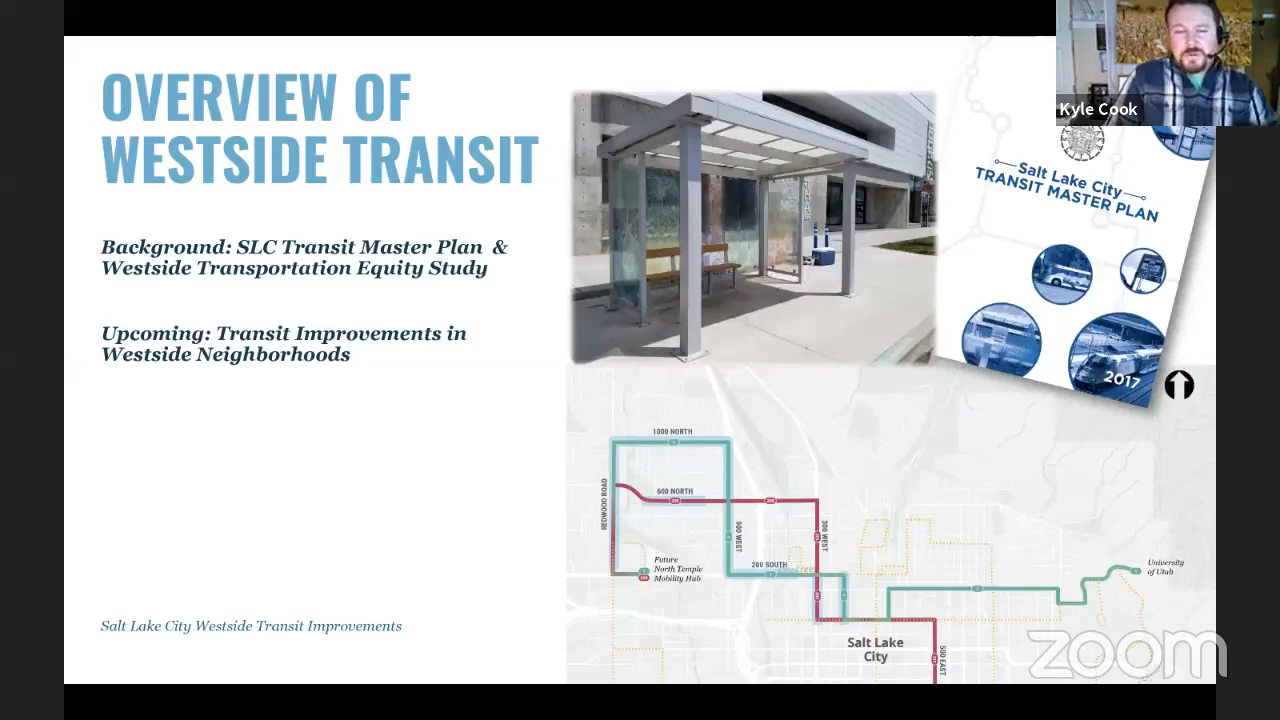 OVERVIEW OF
WESTSIDE TRANSIT
Background: SLC Transit Master Plan &
Westside Transportation Equity Study
Upcoming: Transit Improvements in
Westside Neighborhoods
Salt Lake City Westside Transit Improvements
Kyle Cook
Salt Lake City
TRANSIT MASTER PLAN
2017
1000 NORTH
REDWOOD ROAD
600 NORTH
900 WEST
300 WEST
200 SOUTH
Future
North Temple
Mobility Hub
University
of Utah
Salt Lake
City
500 EAST
zoom